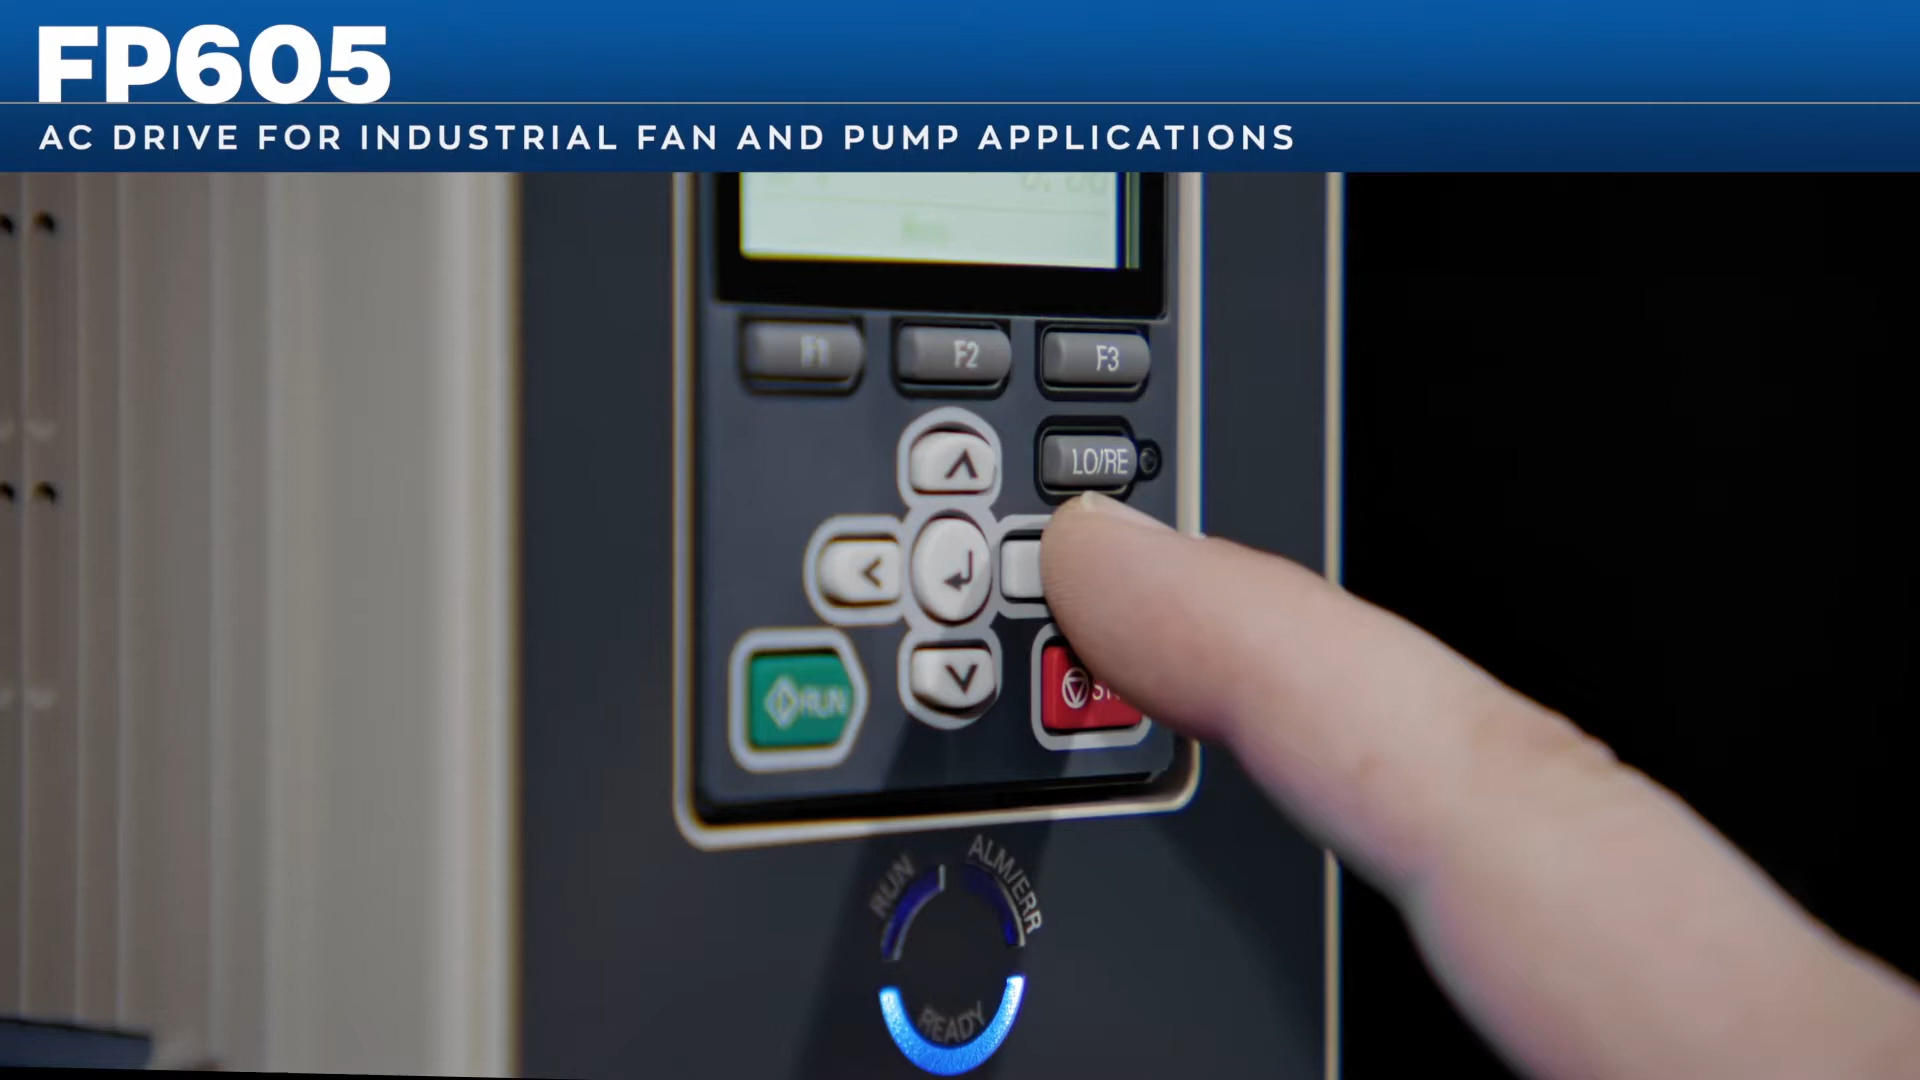 FP605
AC DRIVE FOR INDUSTRIAL FAN AND PUMP APPLICATIONS
F1 F2 F3
LO/RE
RUN
RUN ALM/ERR
READY